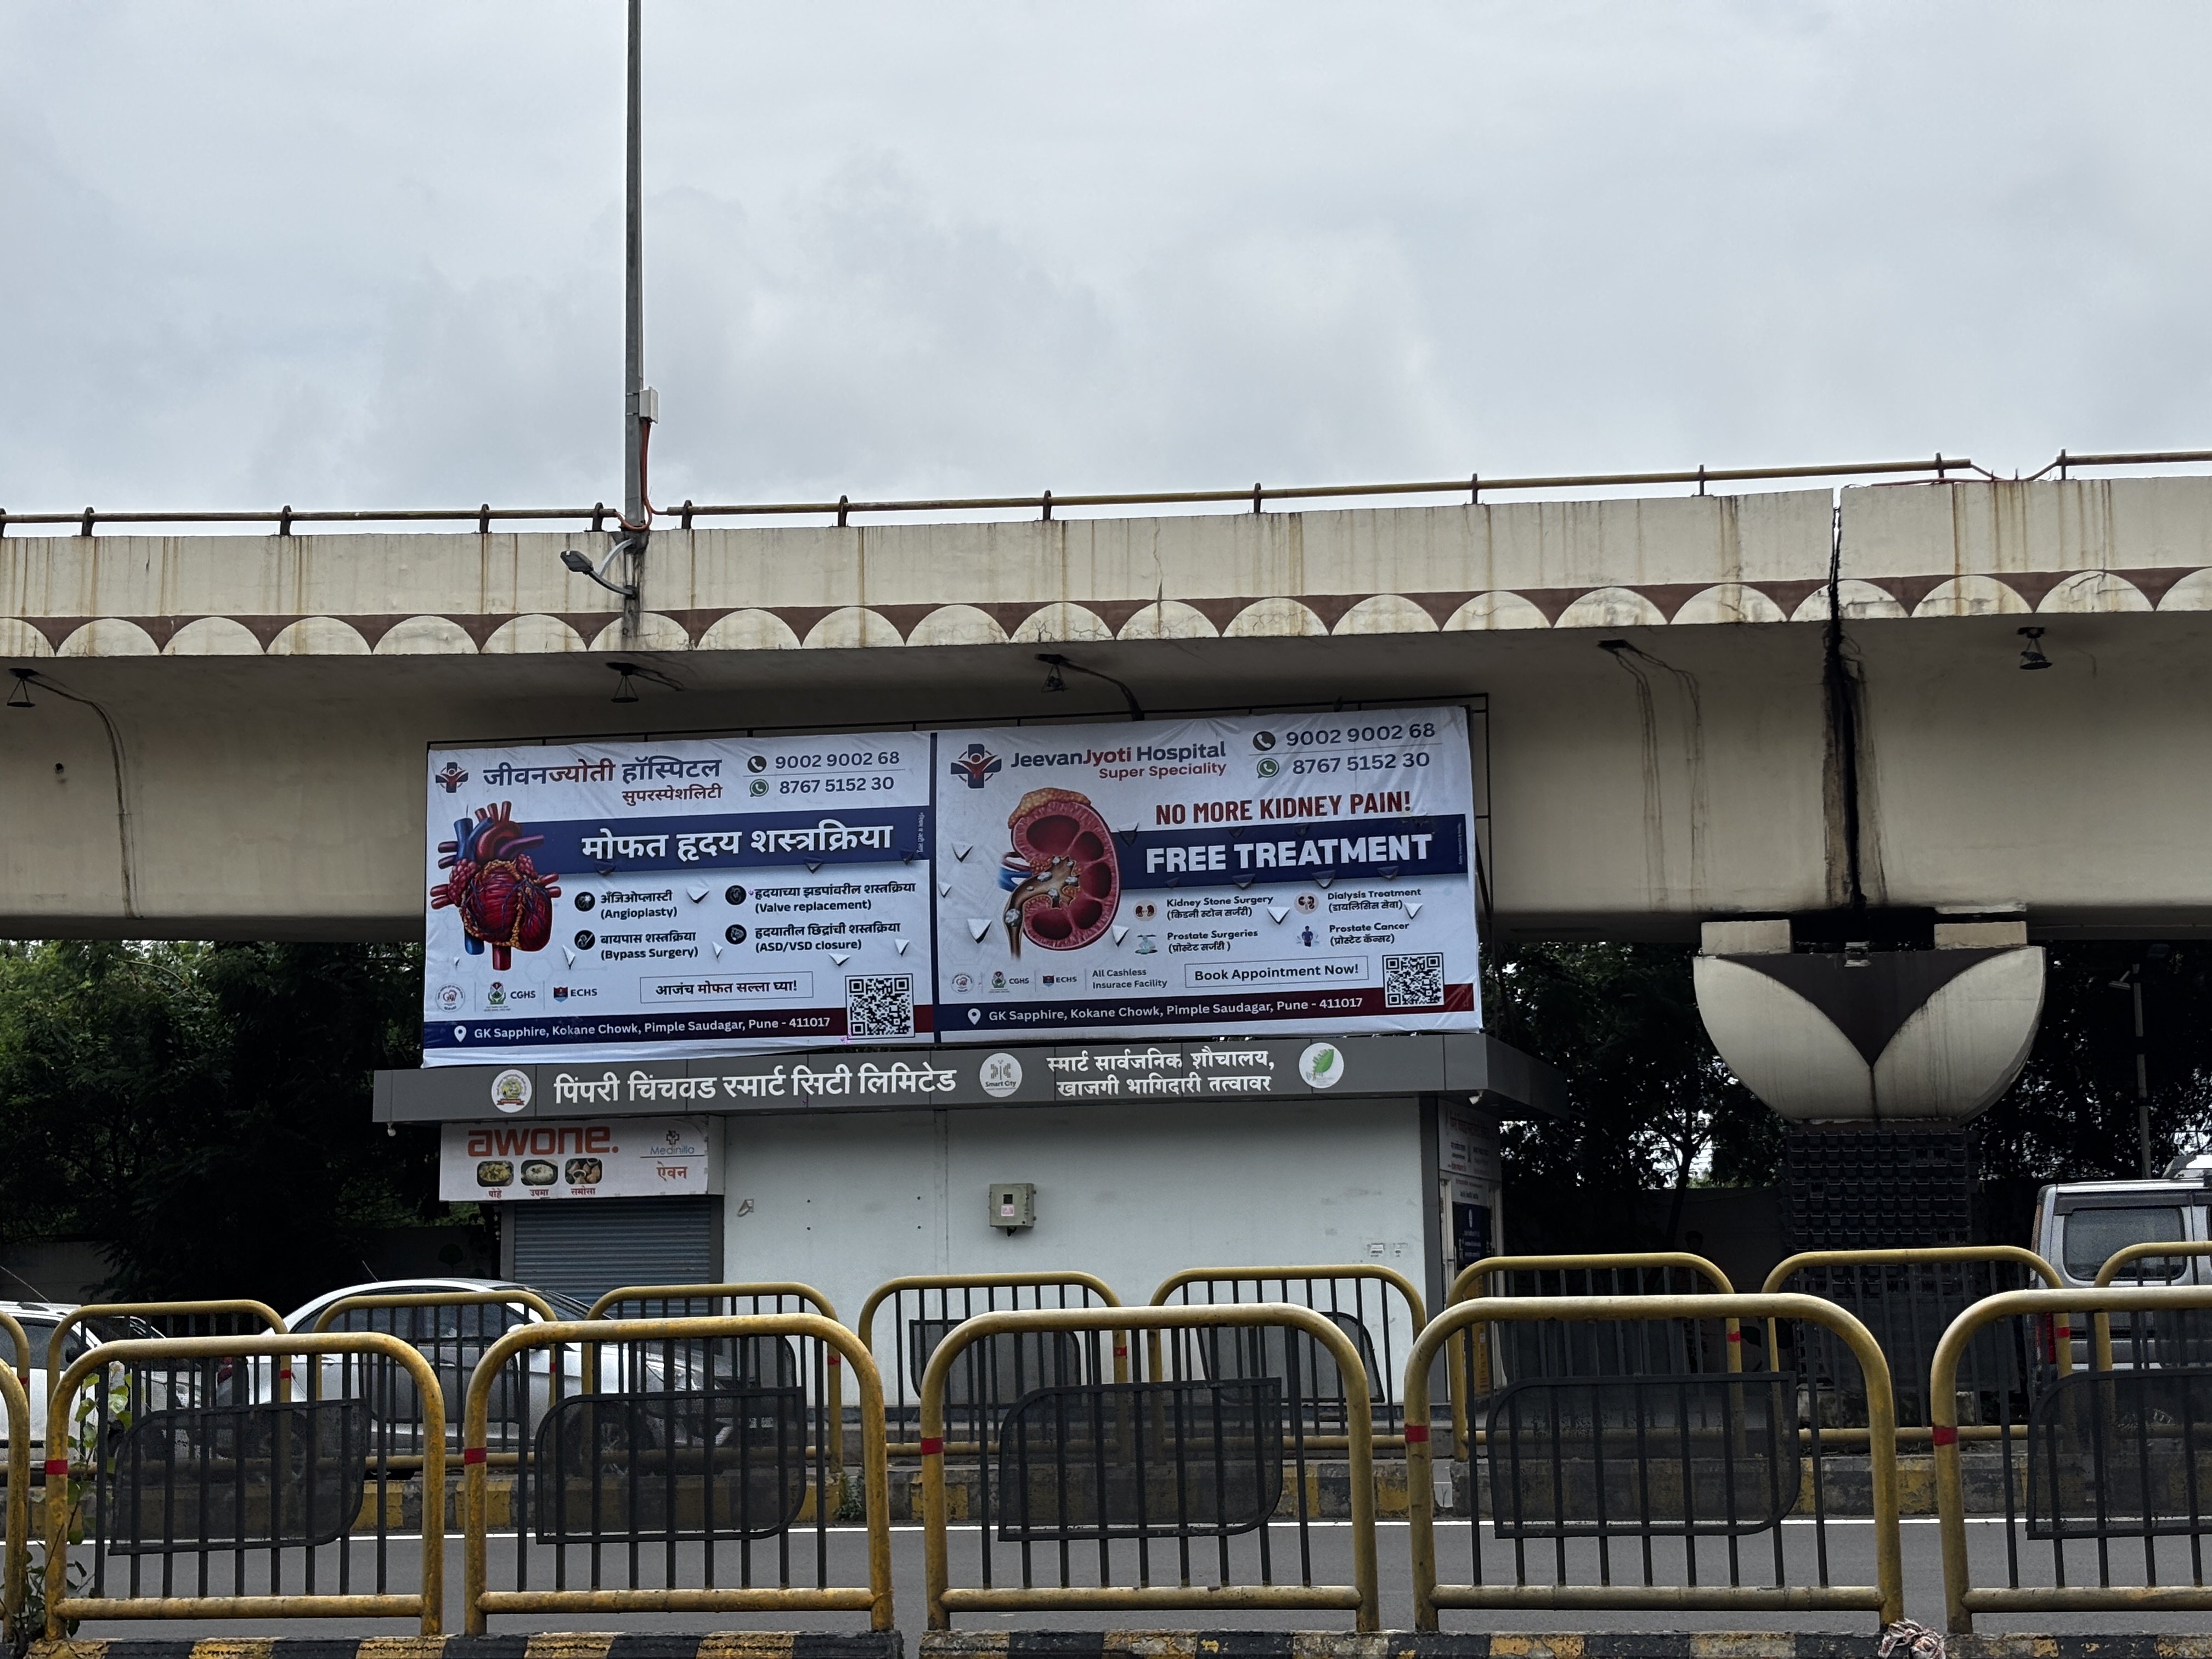 जीवनज्योती हॉस्पिटल
सुपरस्पेशलिटी
9002 9002 68
8767 5152 30
मोफत हृदय शस्त्रक्रिया
अँजिओप्लास्टी
(Angioplasty)
हृदयाच्या झडपांवरील शस्त्रक्रिया
(Valve replacement)
बायपास शस्त्रक्रिया
(Bypass Surgery)
हृदयातील छिद्रांची शस्त्रक्रिया
(ASD/VSD closure)
CGHS
ECHS
आजंच मोफत सल्ला घ्या!
GK Sapphire, Kokane Chowk, Pimple Saudagar, Pune - 411017
JeevanJyoti Hospital
Super Speciality
9002 9002 68
8767 5152 30
NO MORE KIDNEY PAIN!
FREE TREATMENT
Kidney Stone Surgery
(किडनी स्टोन सर्जरी)
Dialysis Treatment
(डायलिसिस सेवा)
Prostate Surgeries
(प्रोस्टेट सर्जरी )
Prostate Cancer
(प्रोस्टेट कॅन्सर)
CGHS
ECHS
All Cashless
Insurace Facility
Book Appointment Now!
GK Sapphire, Kokane Chowk, Pimple Saudagar, Pune - 411017
पिंपरी चिंचवड स्मार्ट सिटी लिमिटेड
Smart City
स्मार्ट सार्वजनिक शौचालय,
खाजगी भागिदारी तत्वावर
awone.
Medinilla
ऐवन
पोहे
उपमा
समोसा